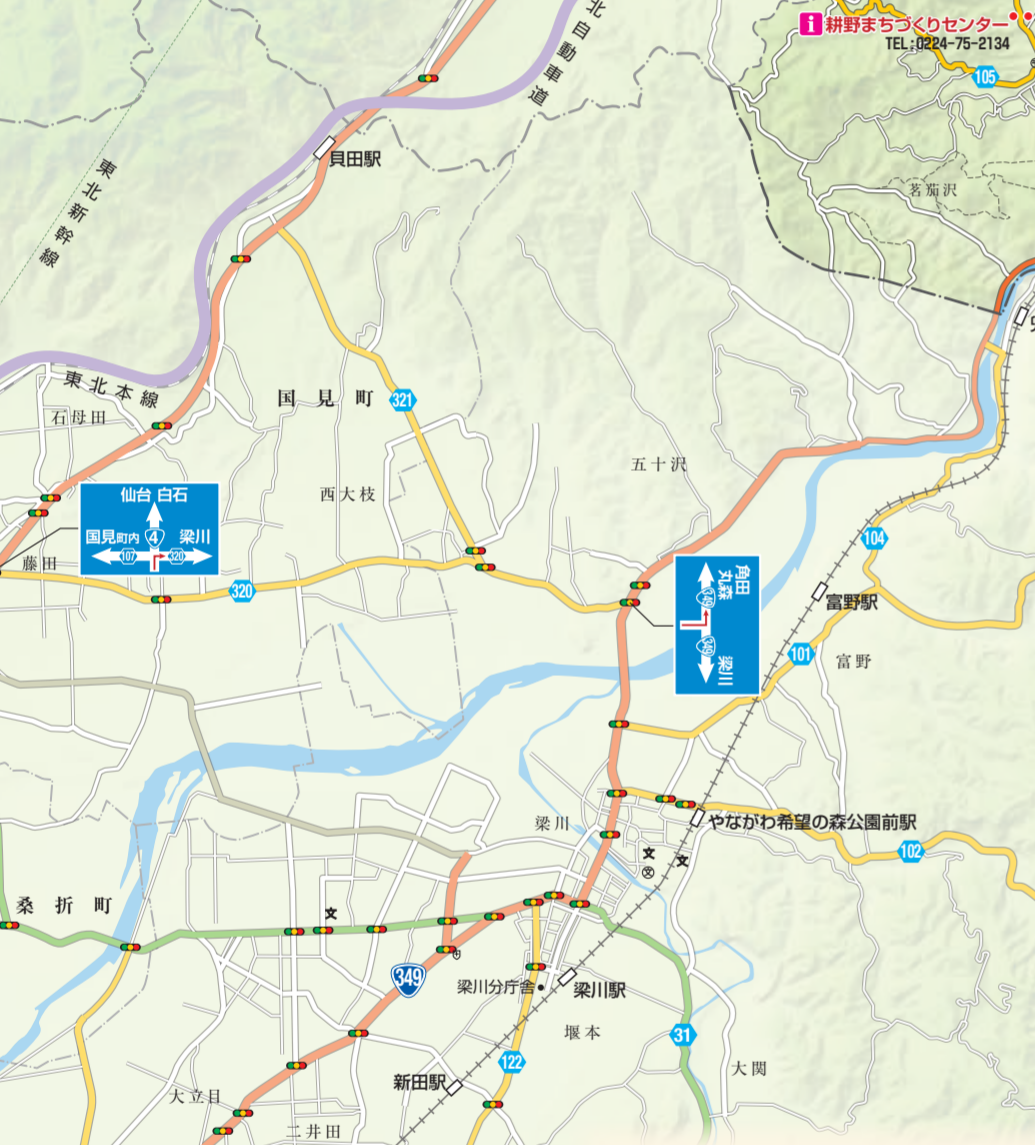 北自動車道
耕野まちづくりセンター
TEL:0224-75-2134
105
貝田駅
東北新幹線
茗茄沢
東北本線
国見町
321
石母田
五十沢
西大枝
仙台 白石
国見町内 4 梁川
107 320
藤田
320
104
角田
丸森
349
349
梁川
富野駅
101
富野
梁川
やながわ希望の森公園前駅
102
文
文
桑折町
文
349
梁川分庁舎
梁川駅
堰本
31
122
大関
新田駅
大立目
二井田